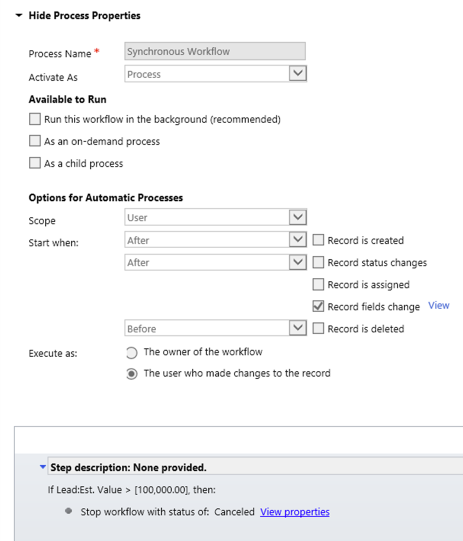 Hide Process Properties
Process Name * Synchronous Workflow
Activate As Process
Available to Run
Run this workflow in the background (recommended)
As an on-demand process
As a child process
Options for Automatic Processes
Scope User
Start when: After Record is created
After Record status changes
Record is assigned
Record fields change View
Before Record is deleted
Execute as: The owner of the workflow
The user who made changes to the record
Step description: None provided.
If Lead:Est. Value > [100,000.00], then:
Stop workflow with status of: Canceled View properties